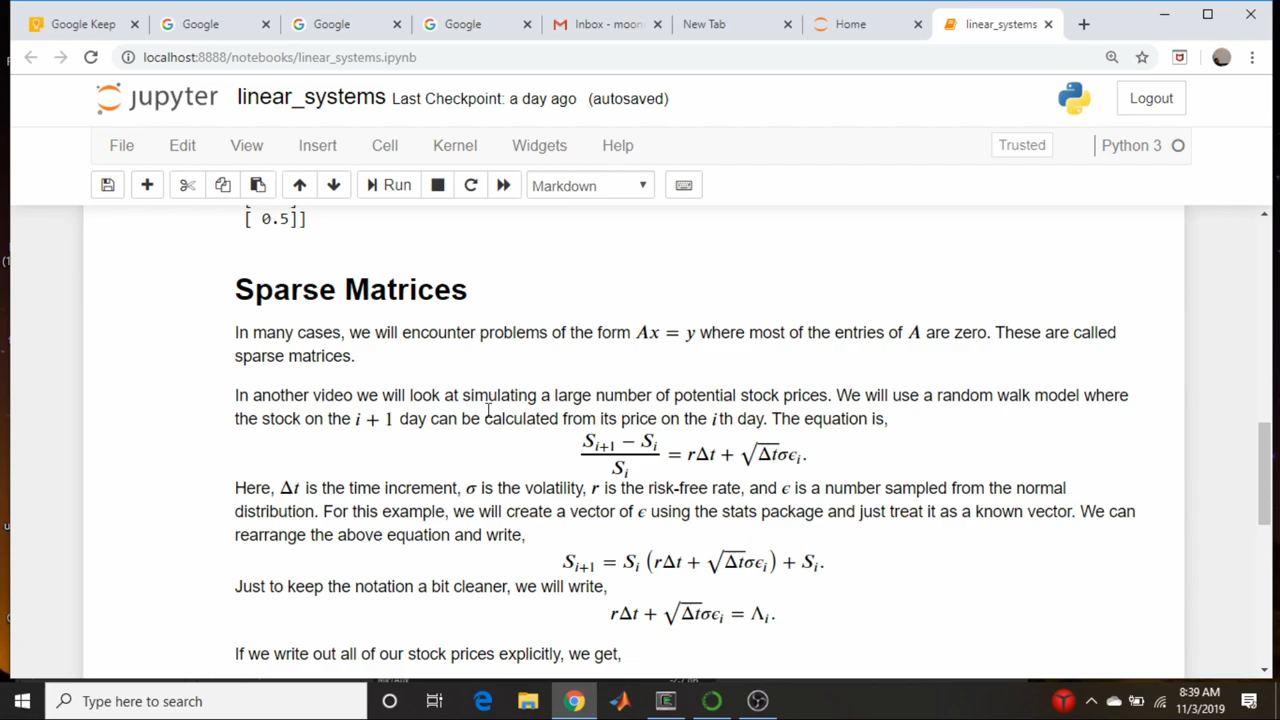 Google Keep
Google
Google
Google
Inbox - moon
New Tab
Home
linear_systems
localhost:8888/notebooks/linear_systems.ipynb
jupyter linear_systems Last Checkpoint: a day ago (autosaved)
Logout
File Edit View Insert Cell Kernel Widgets Help Trusted Python 3
Run Markdown
[ 0.5]]
Sparse Matrices
In many cases, we will encounter problems of the form Ax = y where most of the entries of A are zero. These are called
sparse matrices.
In another video we will look at simulating a large number of potential stock prices. We will use a random walk model where
the stock on the i + 1 day can be calculated from its price on the ith day. The equation is,
(S_{i+1} − S_i)/S_i = rΔt + √Δtσϵ_i.
Here, Δt is the time increment, σ is the volatility, r is the risk-free rate, and ϵ is a number sampled from the normal
distribution. For this example, we will create a vector of ϵ using the stats package and just treat it as a known vector. We can
rearrange the above equation and write,
S_{i+1} = S_i (rΔt + √Δtσϵ_i) + S_i.
Just to keep the notation a bit cleaner, we will write,
rΔt + √Δtσϵ_i = Λ_i.
If we write out all of our stock prices explicitly, we get,
Type here to search
8:39 AM
11/3/2019